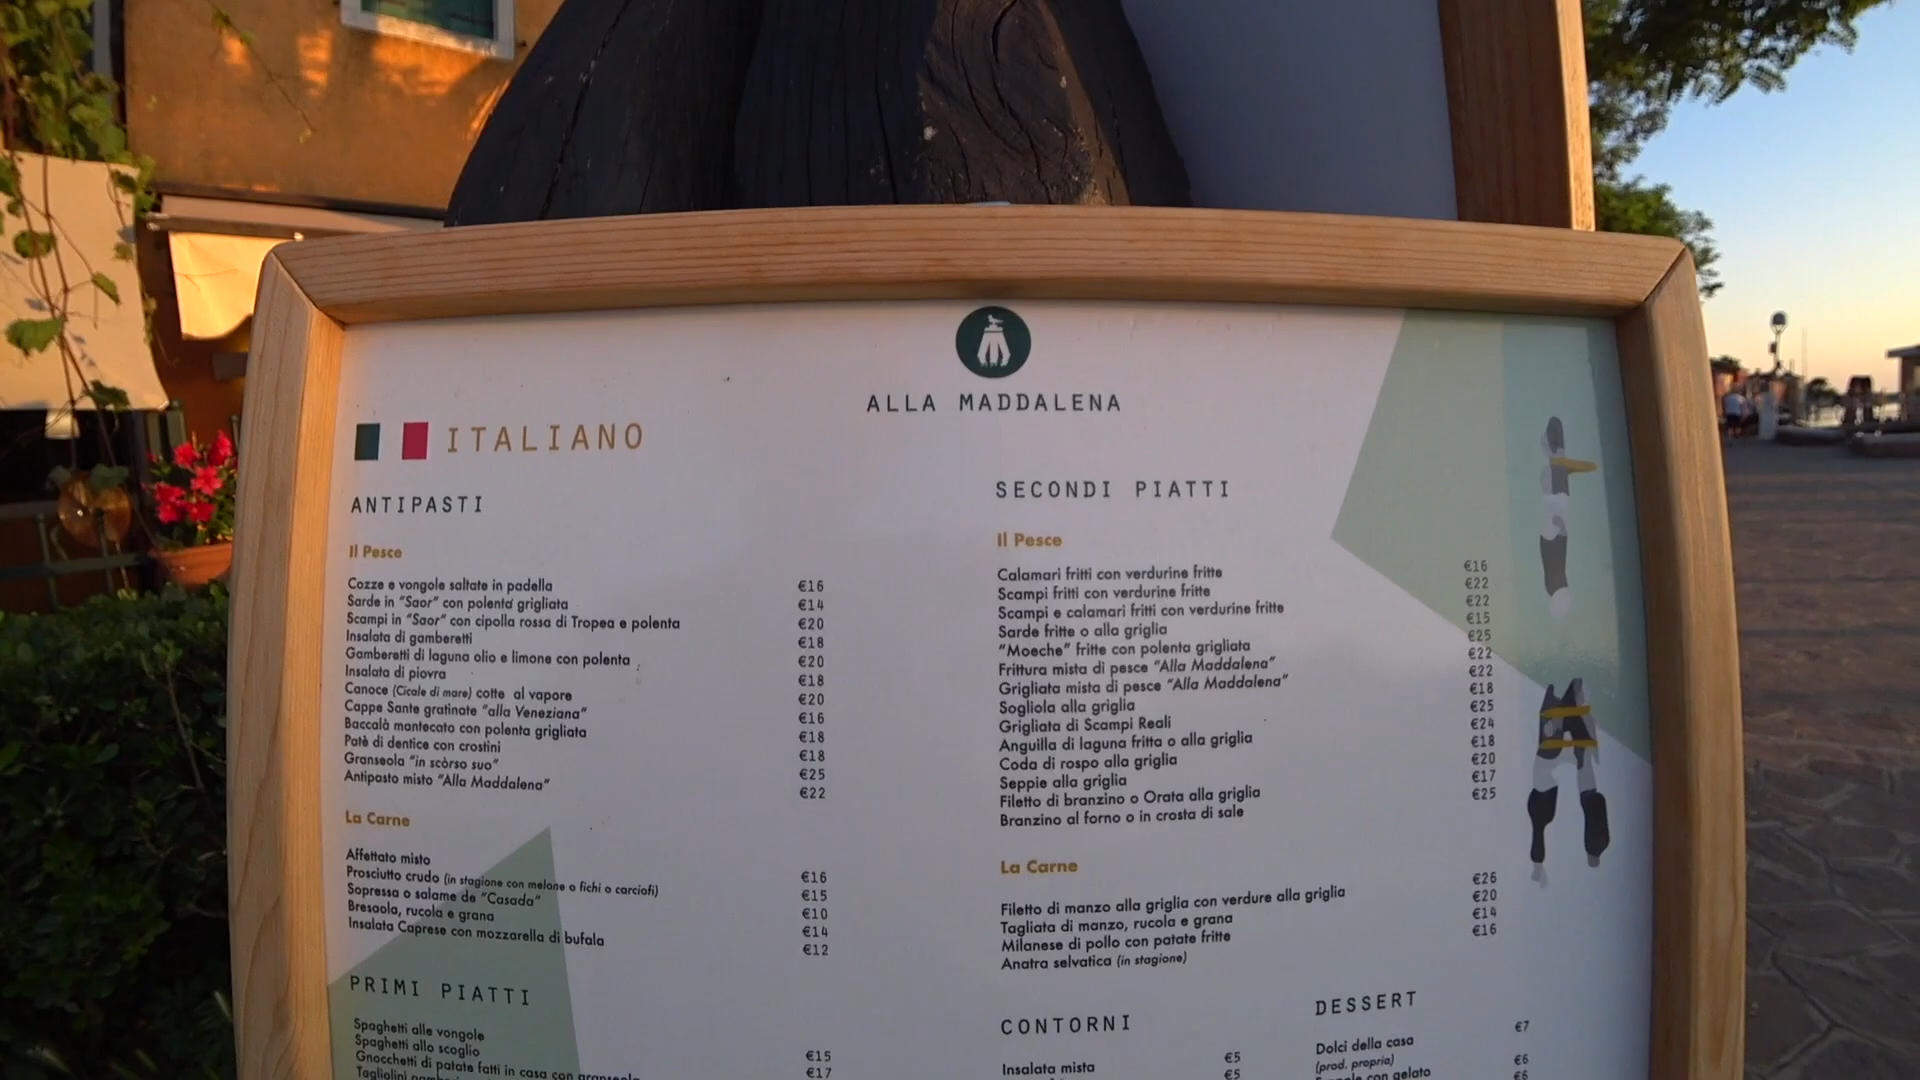 ALLA MADDALENA
ITALIANO
ANTIPASTI
Il Pesce
Cozze e vongole saltate in padella €16
Sarde in "Saor" con polenta grigliata €14
Scampi in "Saor" con cipolla rossa di Tropea e polenta €20
Insalata di gamberetti €18
Gamberetti di laguna olio e limone con polenta €20
Insalata di piovra €18
Canoce (Cicale di mare) cotte al vapore €20
Cappe Sante gratinate "alla Veneziana" €16
Baccalà mantecato con polenta grigliata €18
Patè di dentice con crostini €18
Granseola "in scòrso suo" €25
Antipasto misto "Alla Maddalena" €22
La Carne
Affettato misto €16
Prosciutto crudo (in stagione con melone o fichi o carciofi) €15
Sopressa o salame de "Casada" €10
Bresaola, rucola e grana €14
Insalata Caprese con mozzarella di bufala €12
PRIMI PIATTI
Spaghetti alle vongole €15
Spaghetti allo scoglio €17
Gnocchetti di patate fatti in casa con granseola
Tagliolini
SECONDI PIATTI
Il Pesce
Calamari fritti con verdurine fritte €16
Scampi fritti con verdurine fritte €22
Scampi e calamari fritti con verdurine fritte €22
Sarde fritte o alla griglia €15
"Moeche" fritte con polenta grigliata €25
Frittura mista di pesce "Alla Maddalena" €22
Grigliata mista di pesce "Alla Maddalena" €22
Sogliola alla griglia €18
Grigliata di Scampi Reali €25
Anguilla di laguna fritta o alla griglia €24
Coda di rospo alla griglia €18
Seppie alla griglia €20
Filetto di branzino o Orata alla griglia €17
Branzino al forno o in crosta di sale €25
La Carne
Filetto di manzo alla griglia con verdure alla griglia €26
Tagliata di manzo, rucola e grana €20
Milanese di pollo con patate fritte €14
Anatra selvatica (in stagione) €16
CONTORNI
Insalata mista €5
€5
DESSERT
Dolci della casa €7
(prod. propria)
con gelato €6
€6